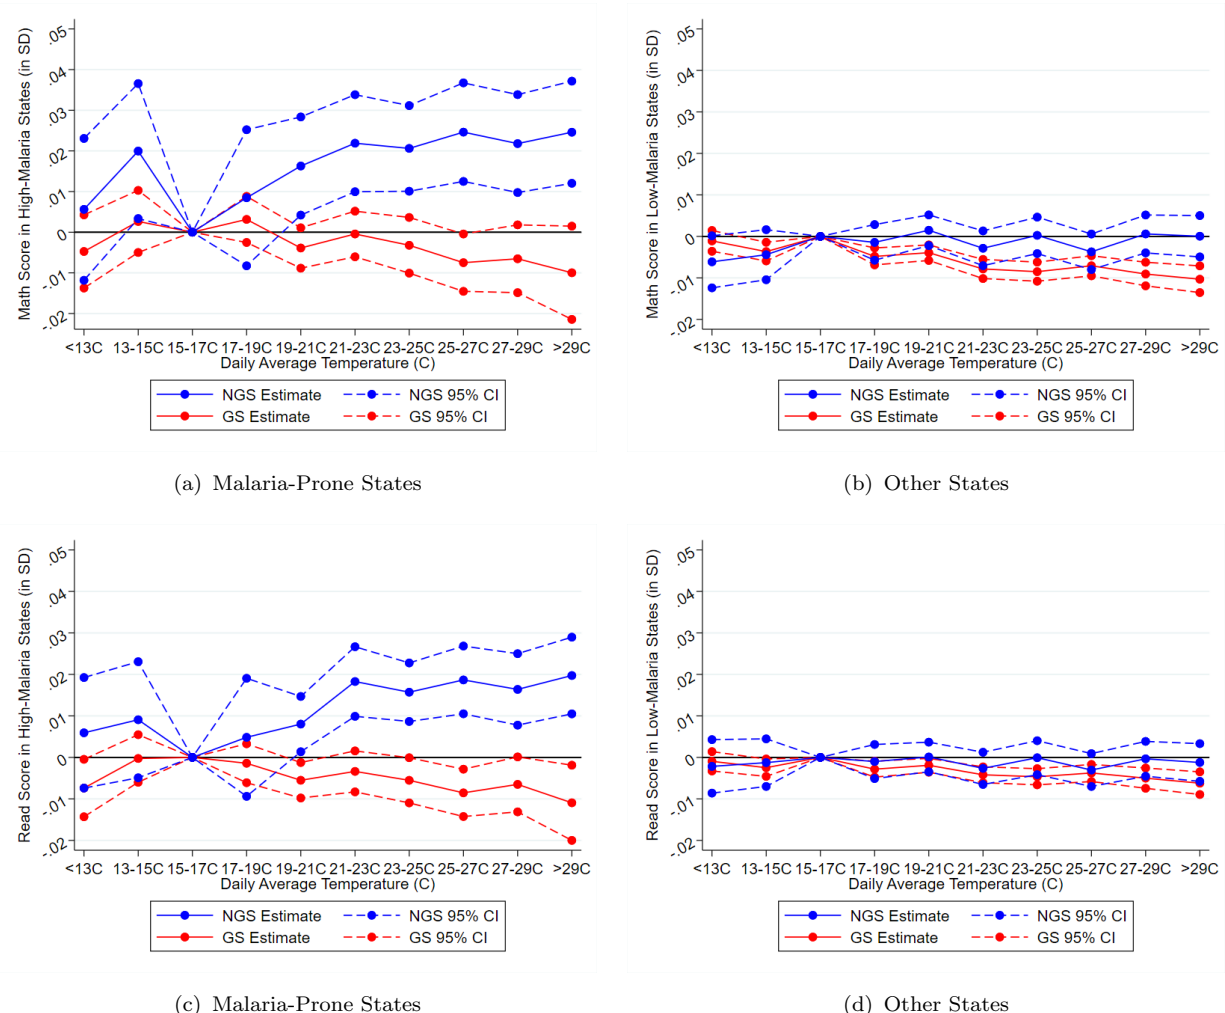 Math Score in High-Malaria States (in SD)
.05
.04
.03
.02
.01
0
-.01
-.02
<13C 13-15C 15-17C 17-19C 19-21C 21-23C 23-25C 25-27C 27-29C >29C
Daily Average Temperature (C)
NGS Estimate NGS 95% CI
GS Estimate GS 95% CI
(a) Malaria-Prone States
Math Score in Low-Malaria States (in SD)
.05
.04
.03
.02
.01
0
-.01
-.02
<13C 13-15C 15-17C 17-19C 19-21C 21-23C 23-25C 25-27C 27-29C >29C
Daily Average Temperature (C)
NGS Estimate NGS 95% CI
GS Estimate GS 95% CI
(b) Other States
Read Score in High-Malaria States (in SD)
.05
.04
.03
.02
.01
0
-.01
-.02
<13C 13-15C 15-17C 17-19C 19-21C 21-23C 23-25C 25-27C 27-29C >29C
Daily Average Temperature (C)
NGS Estimate NGS 95% CI
GS Estimate GS 95% CI
(c) Malaria-Prone States
Read Score in Low-Malaria States (in SD)
.05
.04
.03
.02
.01
0
-.01
-.02
<13C 13-15C 15-17C 17-19C 19-21C 21-23C 23-25C 25-27C 27-29C >29C
Daily Average Temperature (C)
NGS Estimate NGS 95% CI
GS Estimate GS 95% CI
(d) Other States